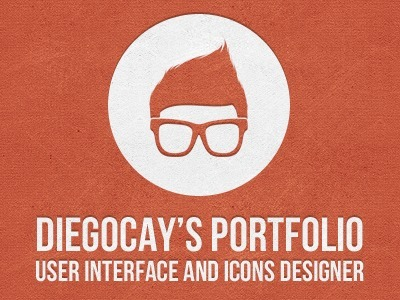 DIEGOCAY'S PORTFOLIO
USER INTERFACE AND ICONS DESIGNER